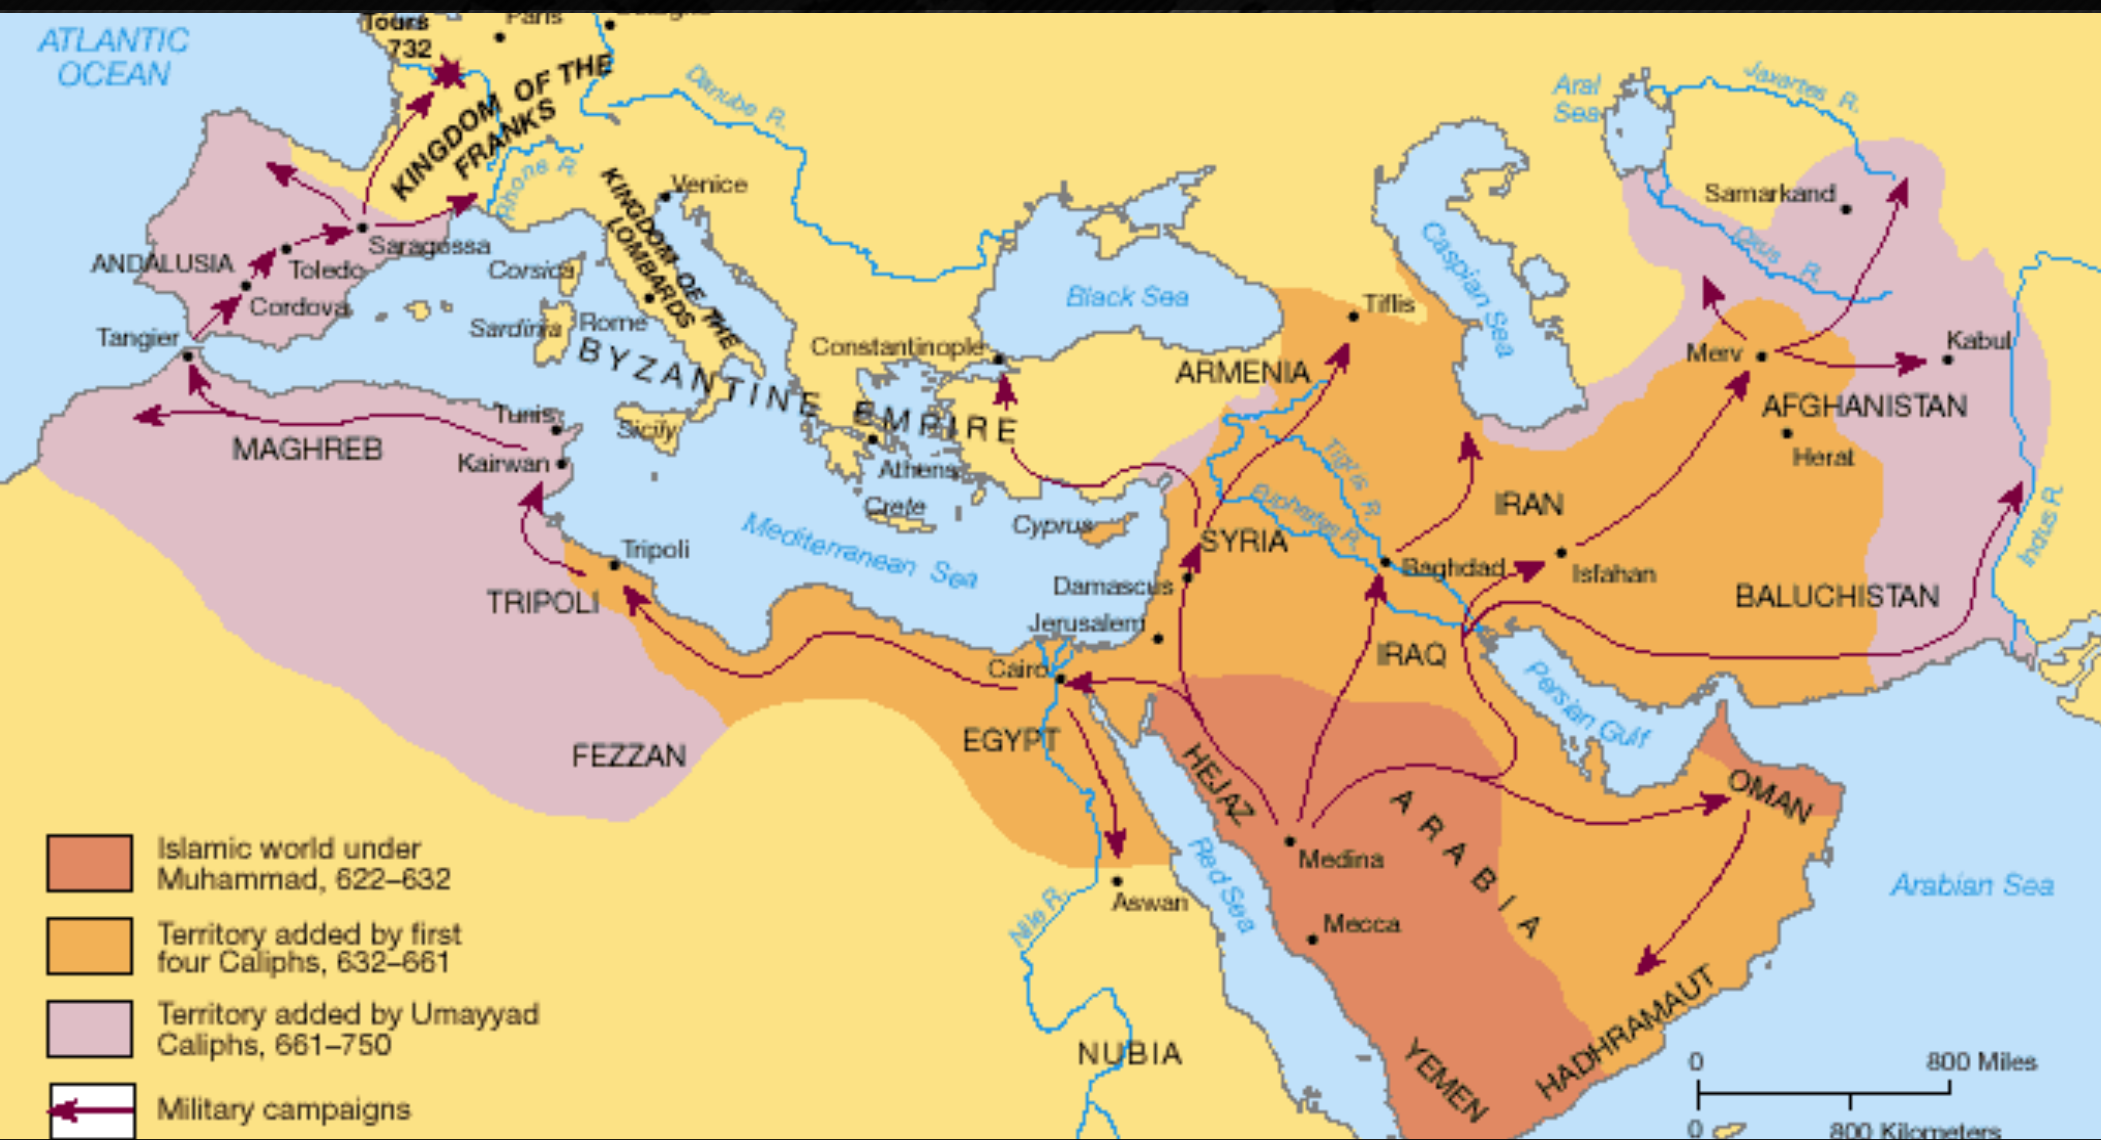 ATLANTIC
OCEAN
Tours
732
Paris
KINGDOM OF THE
FRANKS
Danube R.
Rhone R.
Venice
KINGDOM OF THE
LOMBARDS
Aral
Sea
Jaxartes R.
Samarkand
Oxus R.
Caspian Sea
Black Sea
Tiflis
ARMENIA
Constantinople
BYZANTINE EMPIRE
Corsica
Sardinia
Rome
Sicily
Athens
Crete
Cyprus
Mediterranean Sea
ANDALUSIA
Saragossa
Toledo
Cordova
Tangier
MAGHREB
Tunis
Kairwan
Tripoli
TRIPOLI
FEZZAN
Merv
Kabul
AFGHANISTAN
Herat
IRAN
Isfahan
BALUCHISTAN
Indus R.
Tigris R.
Euphrates R.
SYRIA
Damascus
Jerusalem
Baghdad
IRAQ
Persian Gulf
Cairo
EGYPT
Aswan
Nile R.
NUBIA
Red Sea
HEJAZ
ARABIA
Medina
Mecca
YEMEN
HADHRAMAUT
OMAN
Arabian Sea
Islamic world under
Muhammad, 622–632
Territory added by first
four Caliphs, 632–661
Territory added by Umayyad
Caliphs, 661–750
Military campaigns
0 800 Miles
0 800 Kilometers